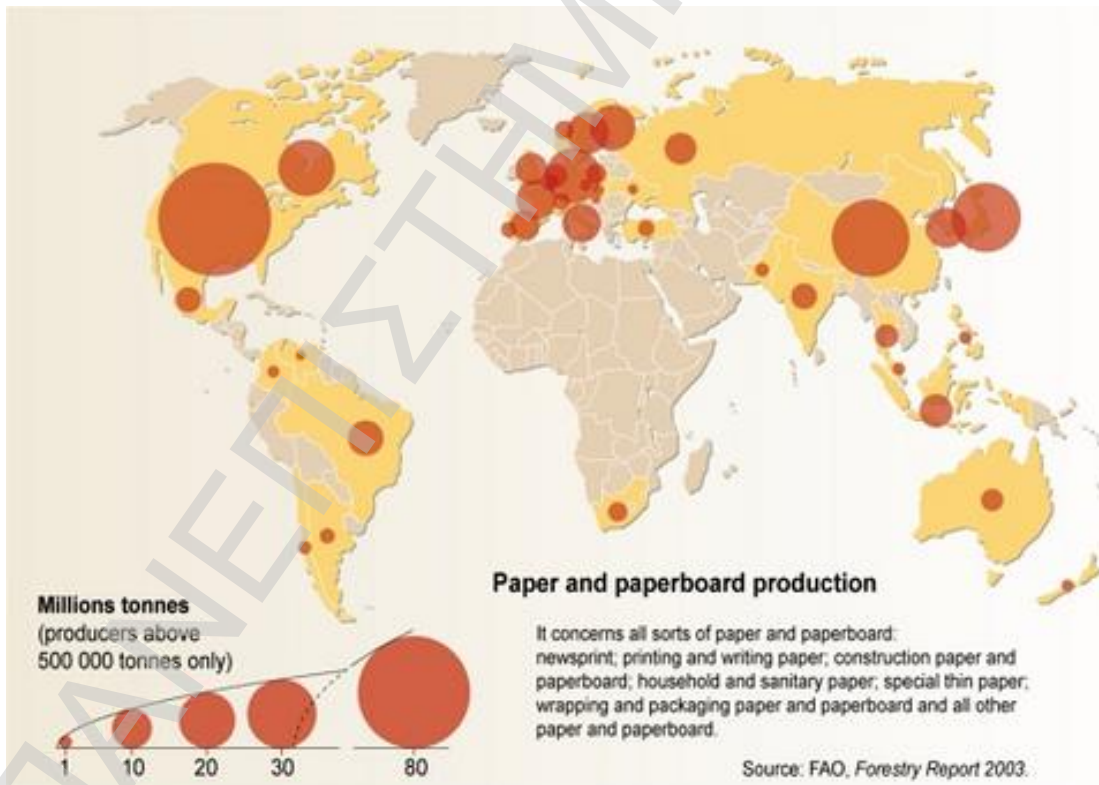 ΠΑΝΕΠΙΣΤΗΜΙ
Paper and paperboard production
Millions tonnes
(producers above
500 000 tonnes only)
1 10 20 30 80
It concerns all sorts of paper and paperboard:
newsprint; printing and writing paper; construction paper and
paperboard; household and sanitary paper; special thin paper;
wrapping and packaging paper and paperboard and all other
paper and paperboard.
Source: FAO, Forestry Report 2003.